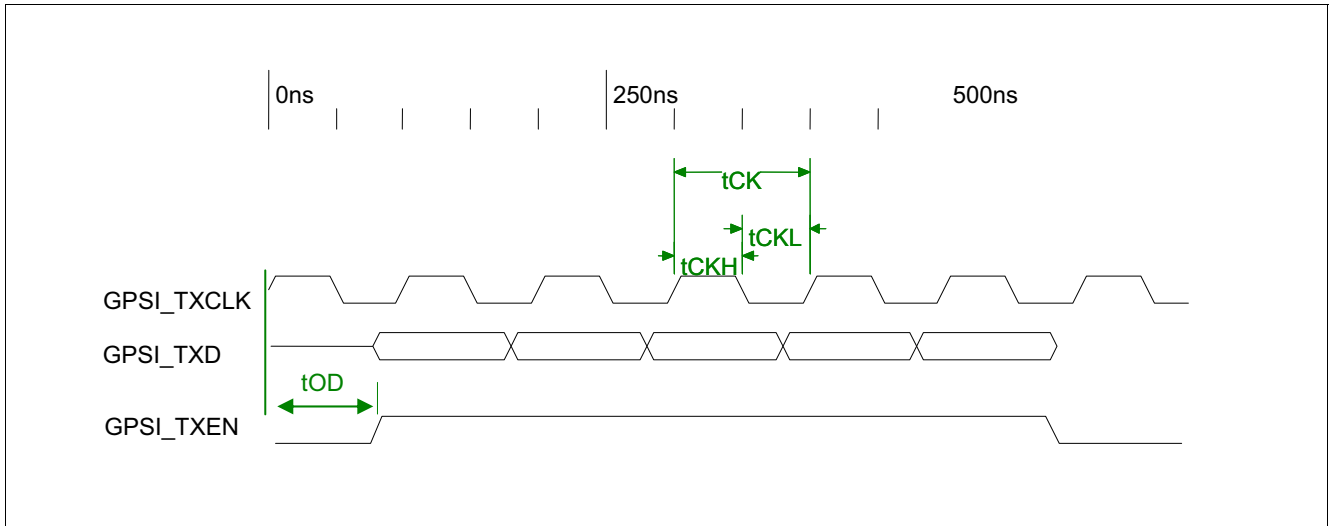 0ns 250ns 500ns
tCK
tCKL
tCKH
GPSI_TXCLK
GPSI_TXD
tOD
GPSI_TXEN